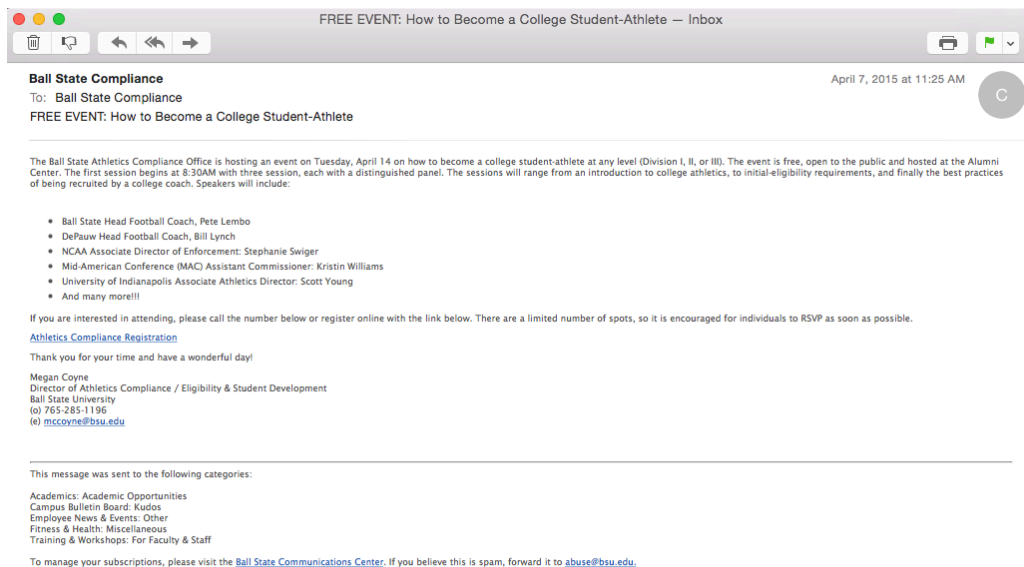 FREE EVENT: How to Become a College Student-Athlete — Inbox
Ball State Compliance
April 7, 2015 at 11:25 AM
C
To: Ball State Compliance
FREE EVENT: How to Become a College Student-Athlete
The Ball State Athletics Compliance Office is hosting an event on Tuesday, April 14 on how to become a college student-athlete at any level (Division I, II, or III). The event is free, open to the public and hosted at the Alumni
Center. The first session begins at 8:30AM with three session, each with a distinguished panel. The sessions will range from an introduction to college athletics, to initial-eligibility requirements, and finally the best practices
of being recruited by a college coach. Speakers will include:
• Ball State Head Football Coach, Pete Lembo
• DePauw Head Football Coach, Bill Lynch
• NCAA Associate Director of Enforcement: Stephanie Swiger
• Mid-American Conference (MAC) Assistant Commissioner: Kristin Williams
• University of Indianapolis Associate Athletics Director: Scott Young
• And many more!!!
If you are interested in attending, please call the number below or register online with the link below. There are a limited number of spots, so it is encouraged for individuals to RSVP as soon as possible.
Athletics Compliance Registration
Thank you for your time and have a wonderful day!
Megan Coyne
Director of Athletics Compliance / Eligibility & Student Development
Ball State University
(o) 765-285-1196
(e) mccoyne@bsu.edu
This message was sent to the following categories:
Academics: Academic Opportunities
Campus Bulletin Board: Kudos
Employee News & Events: Other
Fitness & Health: Miscellaneous
Training & Workshops: For Faculty & Staff
To manage your subscriptions, please visit the Ball State Communications Center. If you believe this is spam, forward it to abuse@bsu.edu.